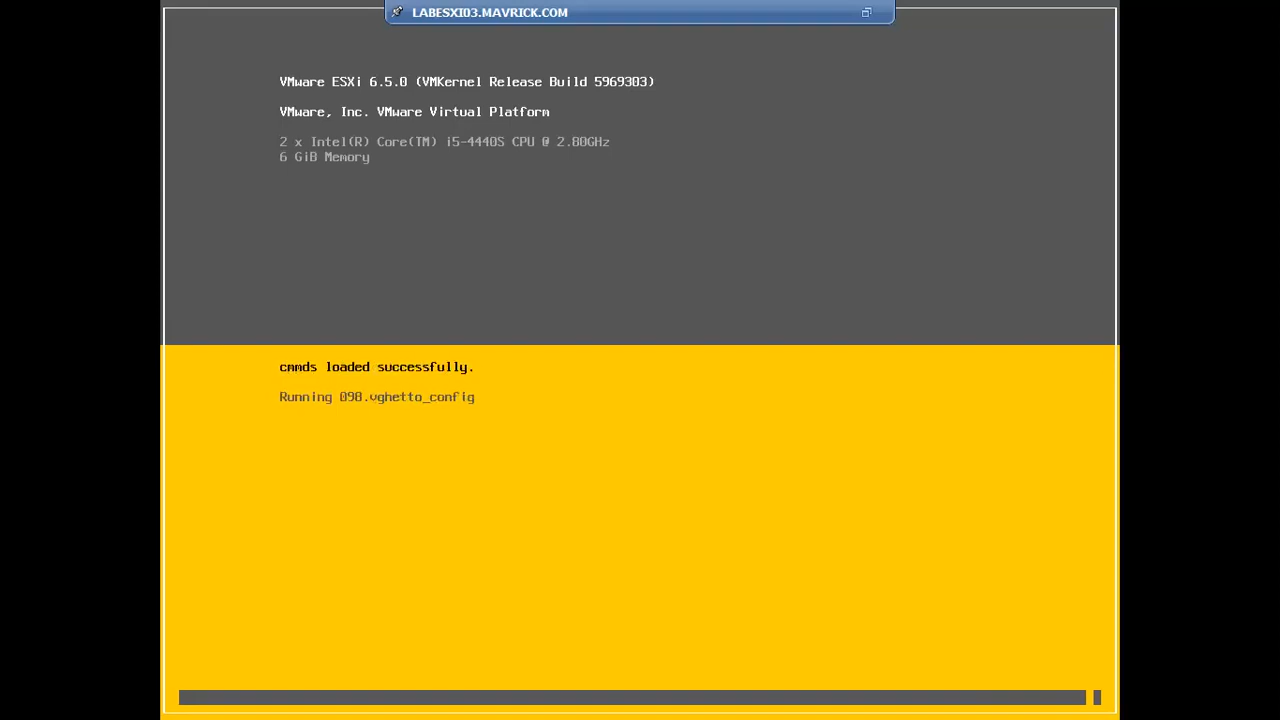 LABESXI03.MAVRICK.COM
VMware ESXi 6.5.0 (VMKernel Release Build 5969303)
VMware, Inc. VMware Virtual Platform
2 x Intel(R) Core(TM) i5-4440S CPU @ 2.80GHz
6 GiB Memory
cmmds loaded successfully.
Running 098.vghetto_config